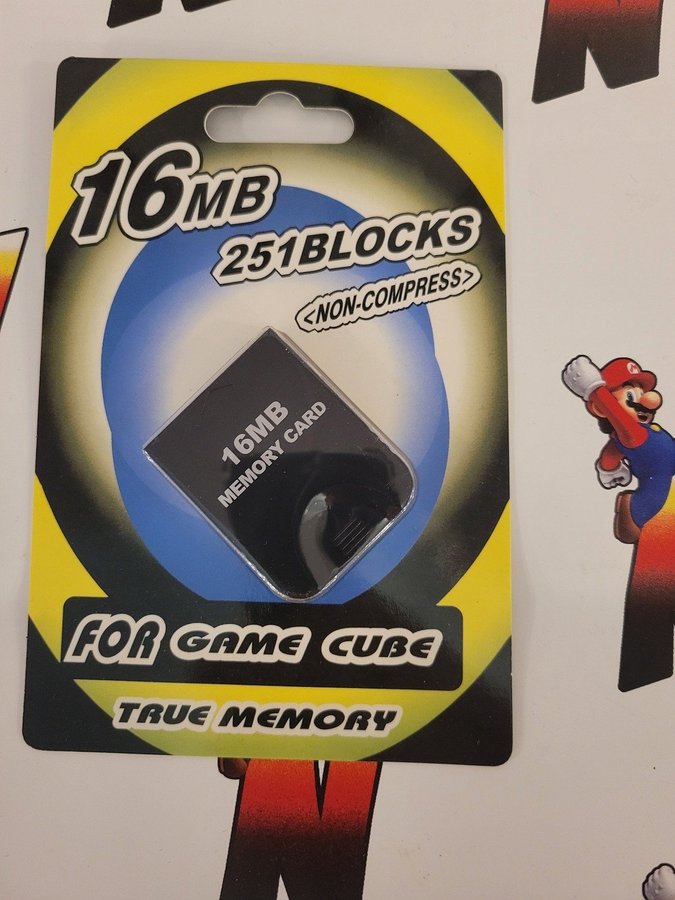 16MB
251BLOCKS
<NON-COMPRESS>
16MB
MEMORY CARD
FOR GAME CUBE
TRUE MEMORY
M
N
N
N